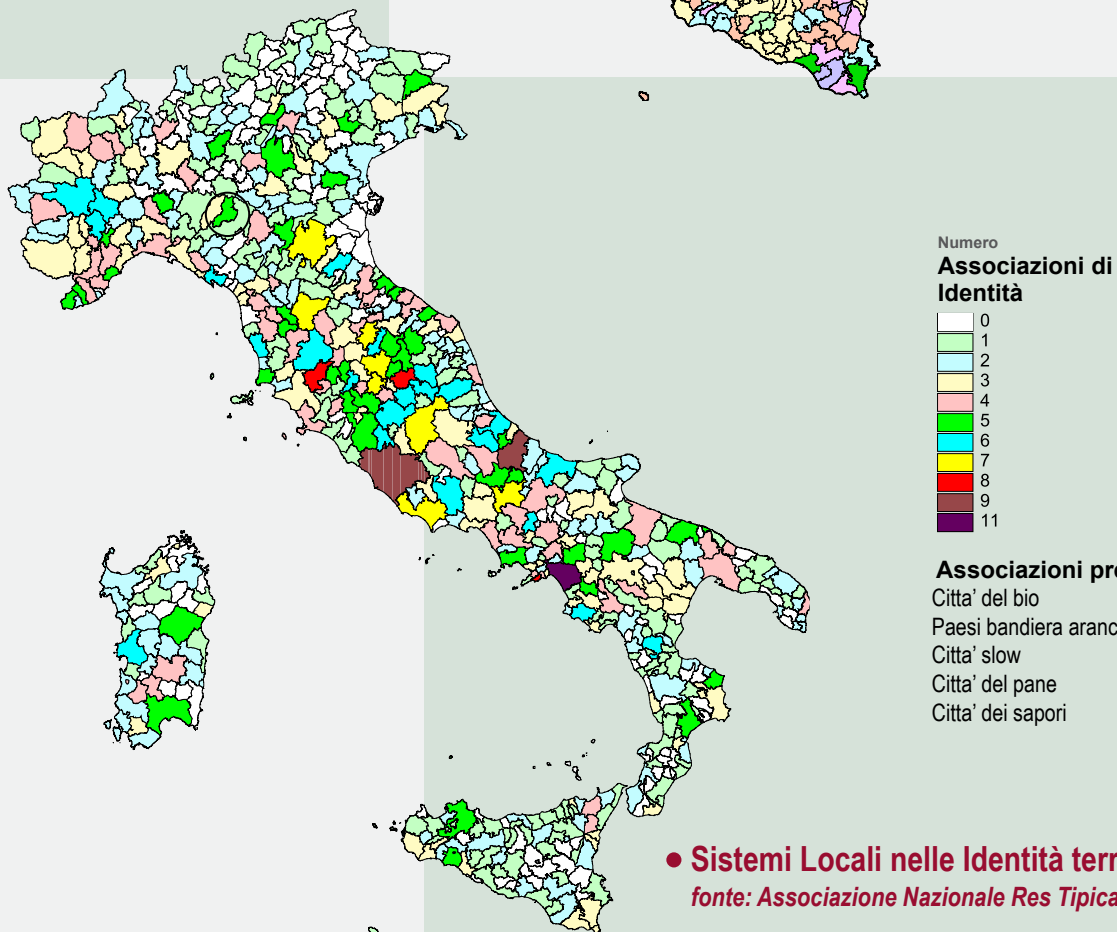 Numero
Associazioni di
Identità
0
1
2
3
4
5
6
7
8
9
11
Associazioni pr
Citta' del bio
Paesi bandiera aranc
Citta' slow
Citta' del pane
Citta' dei sapori
• Sistemi Locali nelle Identità terr
fonte: Associazione Nazionale Res Tipica